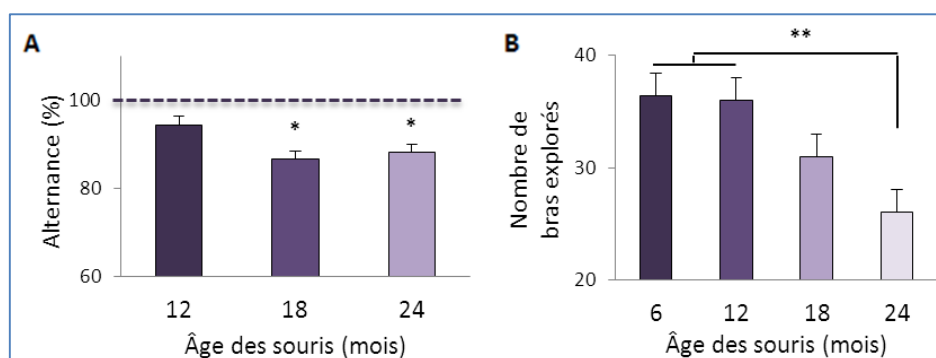 A
Alternance (%)
100
80
60
*
*
12 18 24
Âge des souris (mois)
B
Nombre de
bras explorés
40
30
20
**
6 12 18 24
Âge des souris (mois)